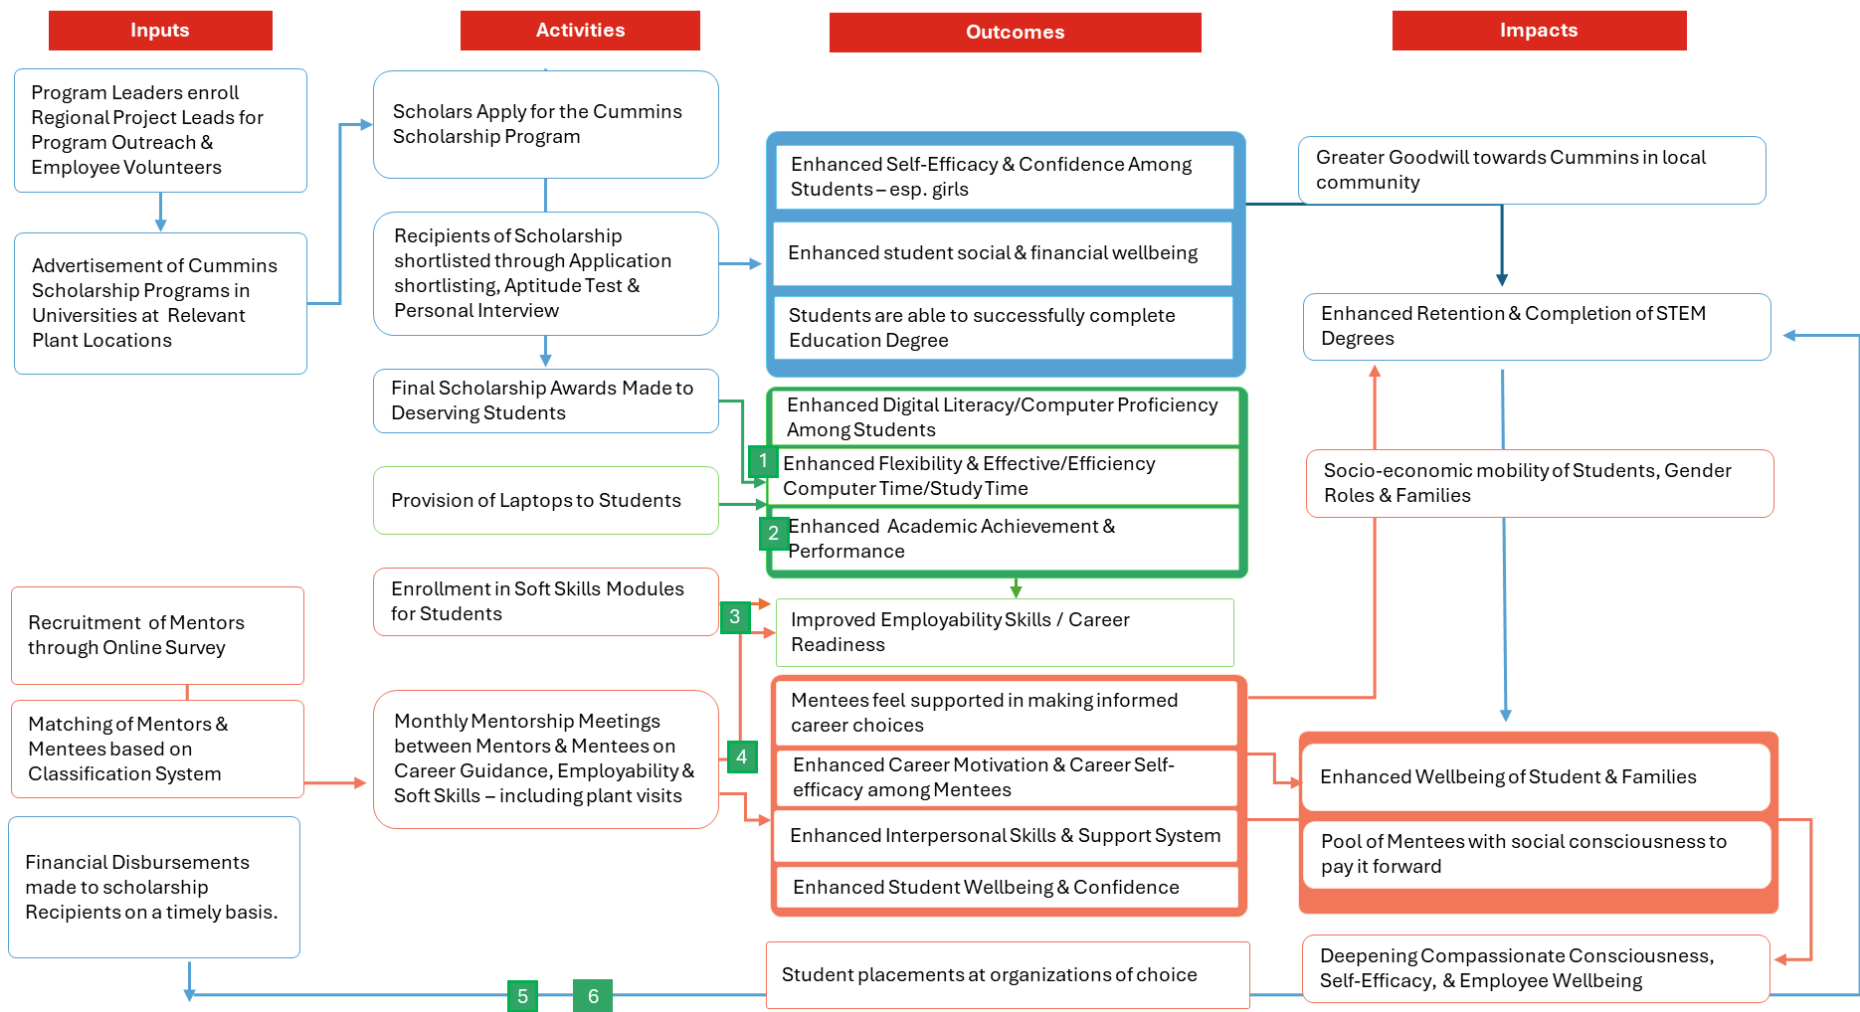 Inputs
Activities
Outcomes
Impacts
Program Leaders enroll
Regional Project Leads for
Program Outreach &
Employee Volunteers
Advertisement of Cummins
Scholarship Programs in
Universities at Relevant
Plant Locations
Recruitment of Mentors
through Online Survey
Matching of Mentors &
Mentees based on
Classification System
Financial Disbursements
made to scholarship
Recipients on a timely basis.
Scholars Apply for the Cummins
Scholarship Program
Recipients of Scholarship
shortlisted through Application
shortlisting, Aptitude Test &
Personal Interview
Final Scholarship Awards Made to
Deserving Students
Provision of Laptops to Students
Enrollment in Soft Skills Modules
for Students
Monthly Mentorship Meetings
between Mentors & Mentees on
Career Guidance, Employability &
Soft Skills – including plant visits
1
2
3
4
5
6
Enhanced Self-Efficacy & Confidence Among
Students – esp. girls
Enhanced student social & financial wellbeing
Students are able to successfully complete
Education Degree
Enhanced Digital Literacy/Computer Proficiency
Among Students
Enhanced Flexibility & Effective/Efficiency
Computer Time/Study Time
Enhanced Academic Achievement &
Performance
Improved Employability Skills / Career
Readiness
Mentees feel supported in making informed
career choices
Enhanced Career Motivation & Career Self-
efficacy among Mentees
Enhanced Interpersonal Skills & Support System
Enhanced Student Wellbeing & Confidence
Student placements at organizations of choice
Greater Goodwill towards Cummins in local
community
Enhanced Retention & Completion of STEM
Degrees
Socio-economic mobility of Students, Gender
Roles & Families
Enhanced Wellbeing of Student & Families
Pool of Mentees with social consciousness to
pay it forward
Deepening Compassionate Consciousness,
Self-Efficacy, & Employee Wellbeing